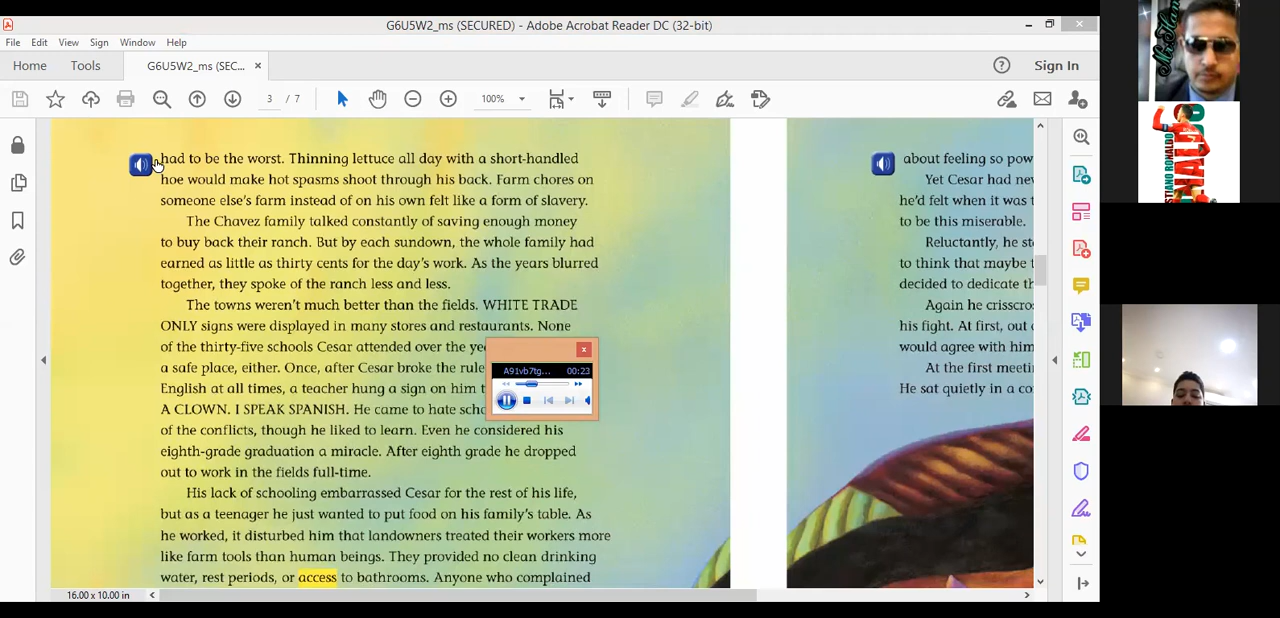 G6U5W2_ms (SECURED) - Adobe Acrobat Reader DC (32-bit)
File Edit View Sign Window Help
Home Tools G6U5W2_ms (SEC... × Sign In
3 / 7 100%
had to be the worst. Thinning lettuce all day with a short-handled
hoe would make hot spasms shoot through his back. Farm chores on
someone else's farm instead of on his own felt like a form of slavery.
The Chavez family talked constantly of saving enough money
to buy back their ranch. But by each sundown, the whole family had
earned as little as thirty cents for the day's work. As the years blurred
together, they spoke of the ranch less and less.
The towns weren't much better than the fields. WHITE TRADE
ONLY signs were displayed in many stores and restaurants. None
of the thirty-five schools Cesar attended over the ye
a safe place, either. Once, after Cesar broke the rule
English at all times, a teacher hung a sign on him t
A CLOWN. I SPEAK SPANISH. He came to hate scho
of the conflicts, though he liked to learn. Even he considered his
eighth-grade graduation a miracle. After eighth grade he dropped
out to work in the fields full-time.
His lack of schooling embarrassed Cesar for the rest of his life,
but as a teenager he just wanted to put food on his family's table. As
he worked, it disturbed him that landowners treated their workers more
like farm tools than human beings. They provided no clean drinking
water, rest periods, or access to bathrooms. Anyone who complained
A91vb7tg... 00:23
about feeling so pow
Yet Cesar had nev
he'd felt when it was t
to be this miserable.
Reluctantly, he st
to think that maybe t
decided to dedicate th
Again he crisscros
his fight. At first, out o
would agree with him
At the first meeti
He sat quietly in a co
16.00 x 10.00 in